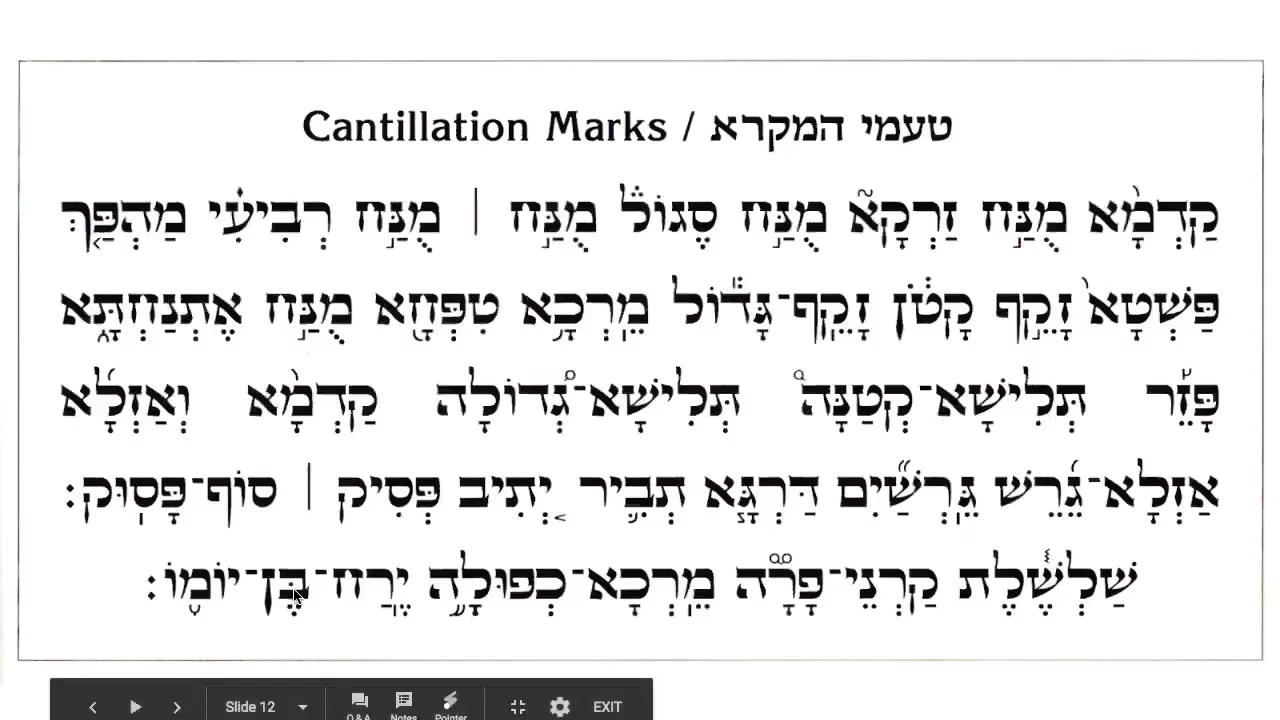 Cantillation Marks / טעמי המקרא
קַדְמָ֨א מֻנַּ֣ח זַרְקָא֮ מֻנַּ֣ח סֶגוֹל֒ מֻנַּ֣ח ׀ מֻנַּ֣ח רְבִיעִ֗י מַהְפַּ֤ךְ
פַּשְׁטָא֙ זָקֵ֣ף קָטֹ֔ן זָקֵֽף־גָּד֕וֹל מֵֽרְכָ֥א טִפְּחָ֖א מֻנַּ֣ח אֶתְנַחְתָּ֑א
פָּזֵ֡ר תְּלִישָׁא־קְטַנָּה֩ תְּלִישָׁא־גְ֠דוֹלָה קַדְמָ֨א וְאַזְלָ֜א
אַזְלָא־גֵּ֜רֵשׁ גֵּֽרְשַׁ֞יִם דַּרְגָּ֧א תְּבִ֛יר יְ֚תִיב פְּסִיק ׀ סוֹף־פָּסֽוּק׃
שַׁלְשֶׁ֓לֶת קַרְנֵי־פָרָ֟ה מֵֽרְכָא־כְפוּלָ֦ה יֶֽרַח־בֶּן־יוֹמ֪וֹ׃
Slide 12
Q&A
Notes
Pointer
EXIT